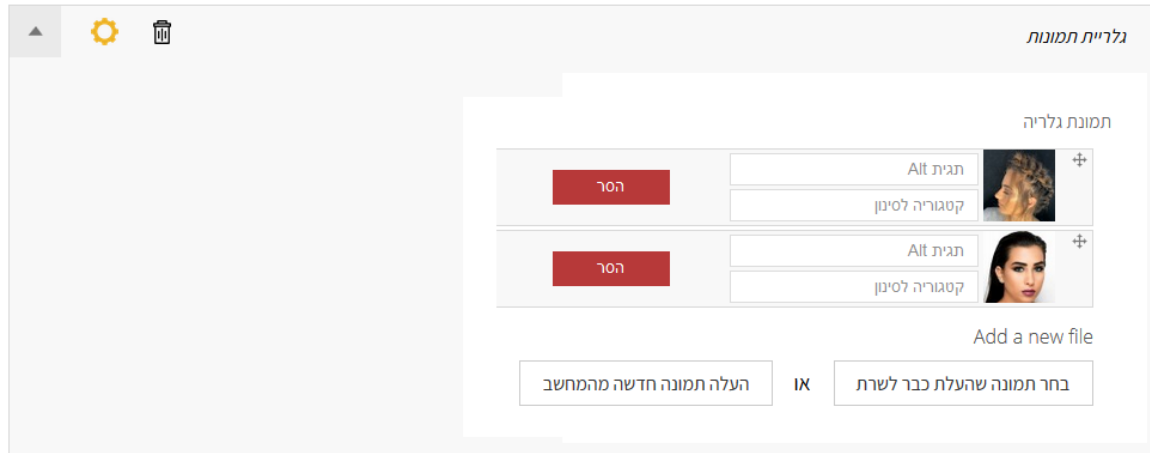 גלריית תמונות
תמונת גלריה
תגית Alt
קטגוריה לסינון
הסר
תגית Alt
קטגוריה לסינון
הסר
Add a new file
בחר תמונה שהעלת כבר לשרת או העלה תמונה חדשה מהמחשב